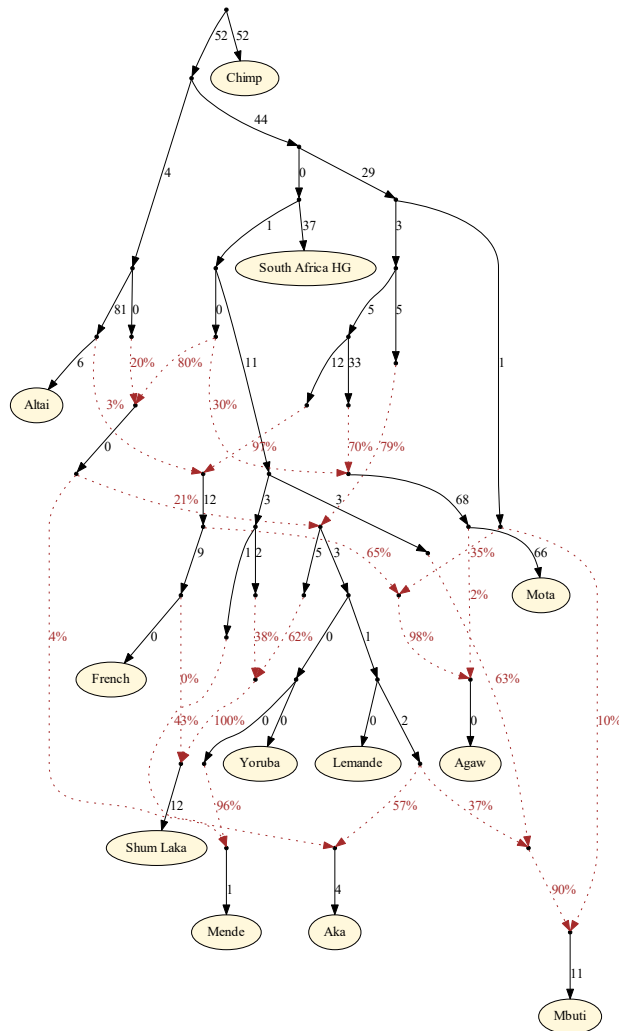 52 52
Chimp
44
4 0 29
1 37 3
South Africa HG
81 0 0 5 5
6 20% 80% 11 12 33 1
Altai 3% 30% 97% 70% 79%
0
21% 12 3 3 68
9 1 2 5 3 65% 35% 66
2% Mota
0 4% 38% 62% 0 1 98% 63%
French 0% 10%
43% 100% 0 0 0 2 0
Yoruba Lemande Agaw
12 96% 57% 37%
Shum Laka
1 4 90%
Mende Aka
11
Mbuti